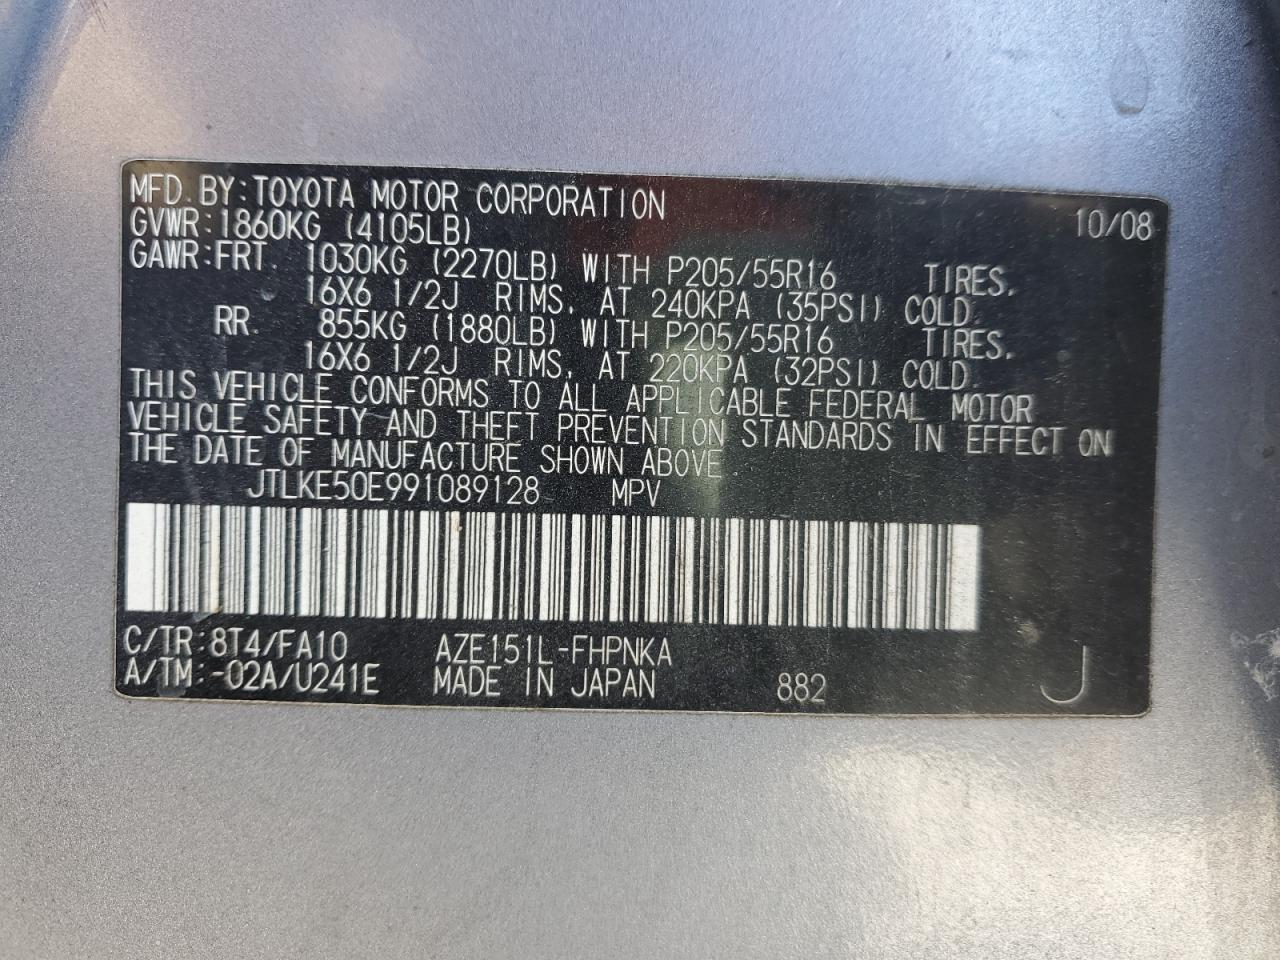 MFD. BY: TOYOTA MOTOR CORPORATION 10/08
GVWR: 1860KG (4105LB)
GAWR: FRT. 1030KG (2270LB) WITH P205/55R16 TIRES,
16X6 1/2J RIMS, AT 240KPA (35PSI) COLD.
RR. 855KG (1880LB) WITH P205/55R16 TIRES,
16X6 1/2J RIMS, AT 220KPA (32PSI) COLD.
THIS VEHICLE CONFORMS TO ALL APPLICABLE FEDERAL MOTOR
VEHICLE SAFETY AND THEFT PREVENTION STANDARDS IN EFFECT ON
THE DATE OF MANUFACTURE SHOWN ABOVE.
JTLKE50E991089128 MPV
C/TR: 8T4/FA10 AZE151L-FHPNKA
A/TM: -02A/U241E MADE IN JAPAN 882 J